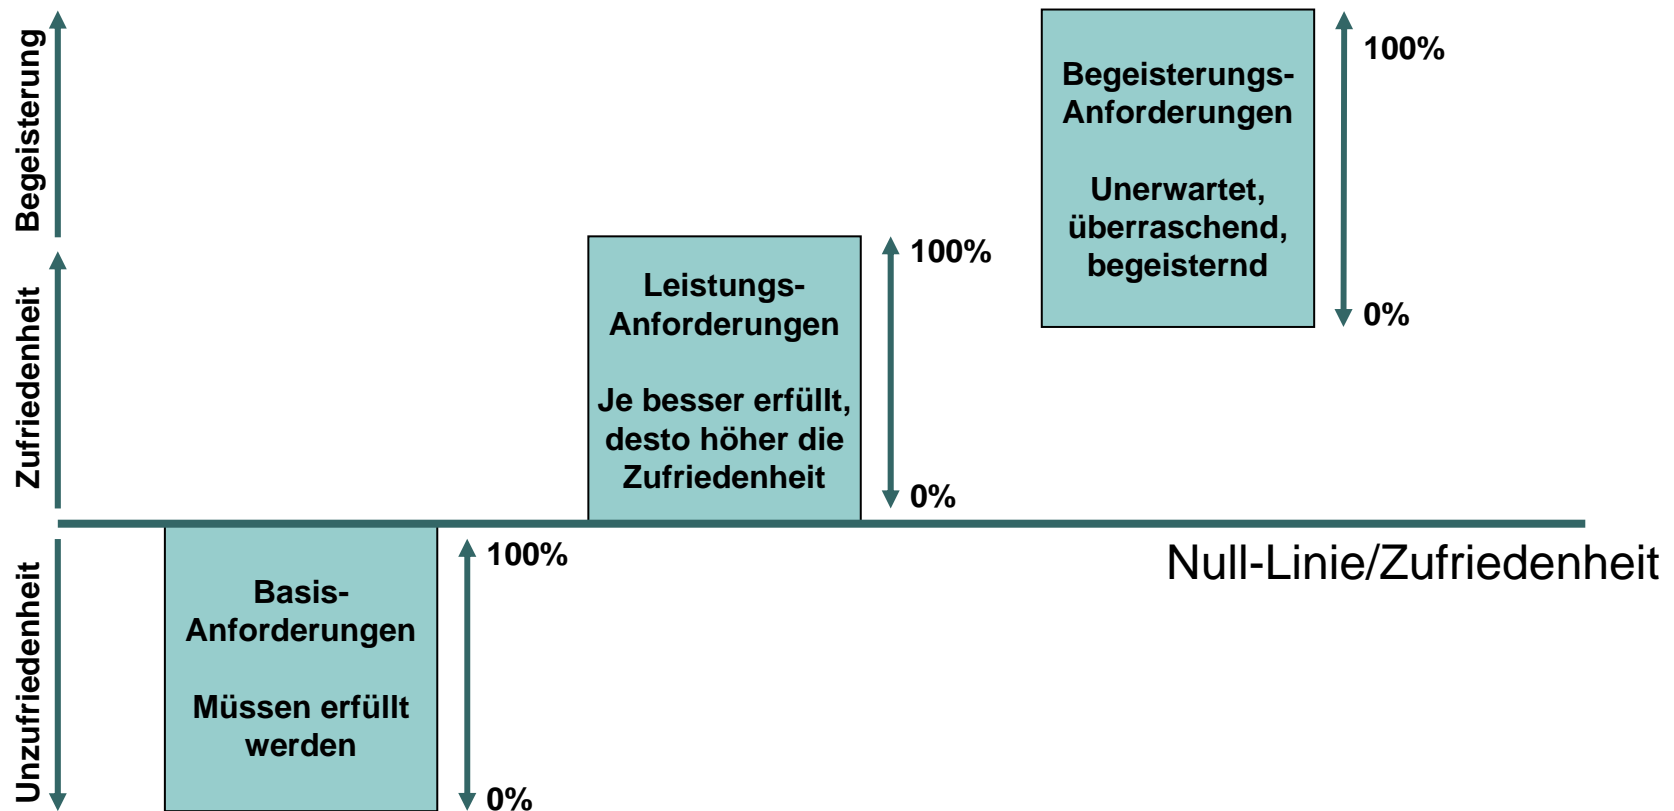 Begeisterung
Zufriedenheit
Unzufriedenheit
Begeisterungs-
Anforderungen
Unerwartet,
überraschend,
begeisternd
100%
0%
Leistungs-
Anforderungen
Je besser erfüllt,
desto höher die
Zufriedenheit
100%
0%
Null-Linie/Zufriedenheit
Basis-
Anforderungen
Müssen erfüllt
werden
100%
0%